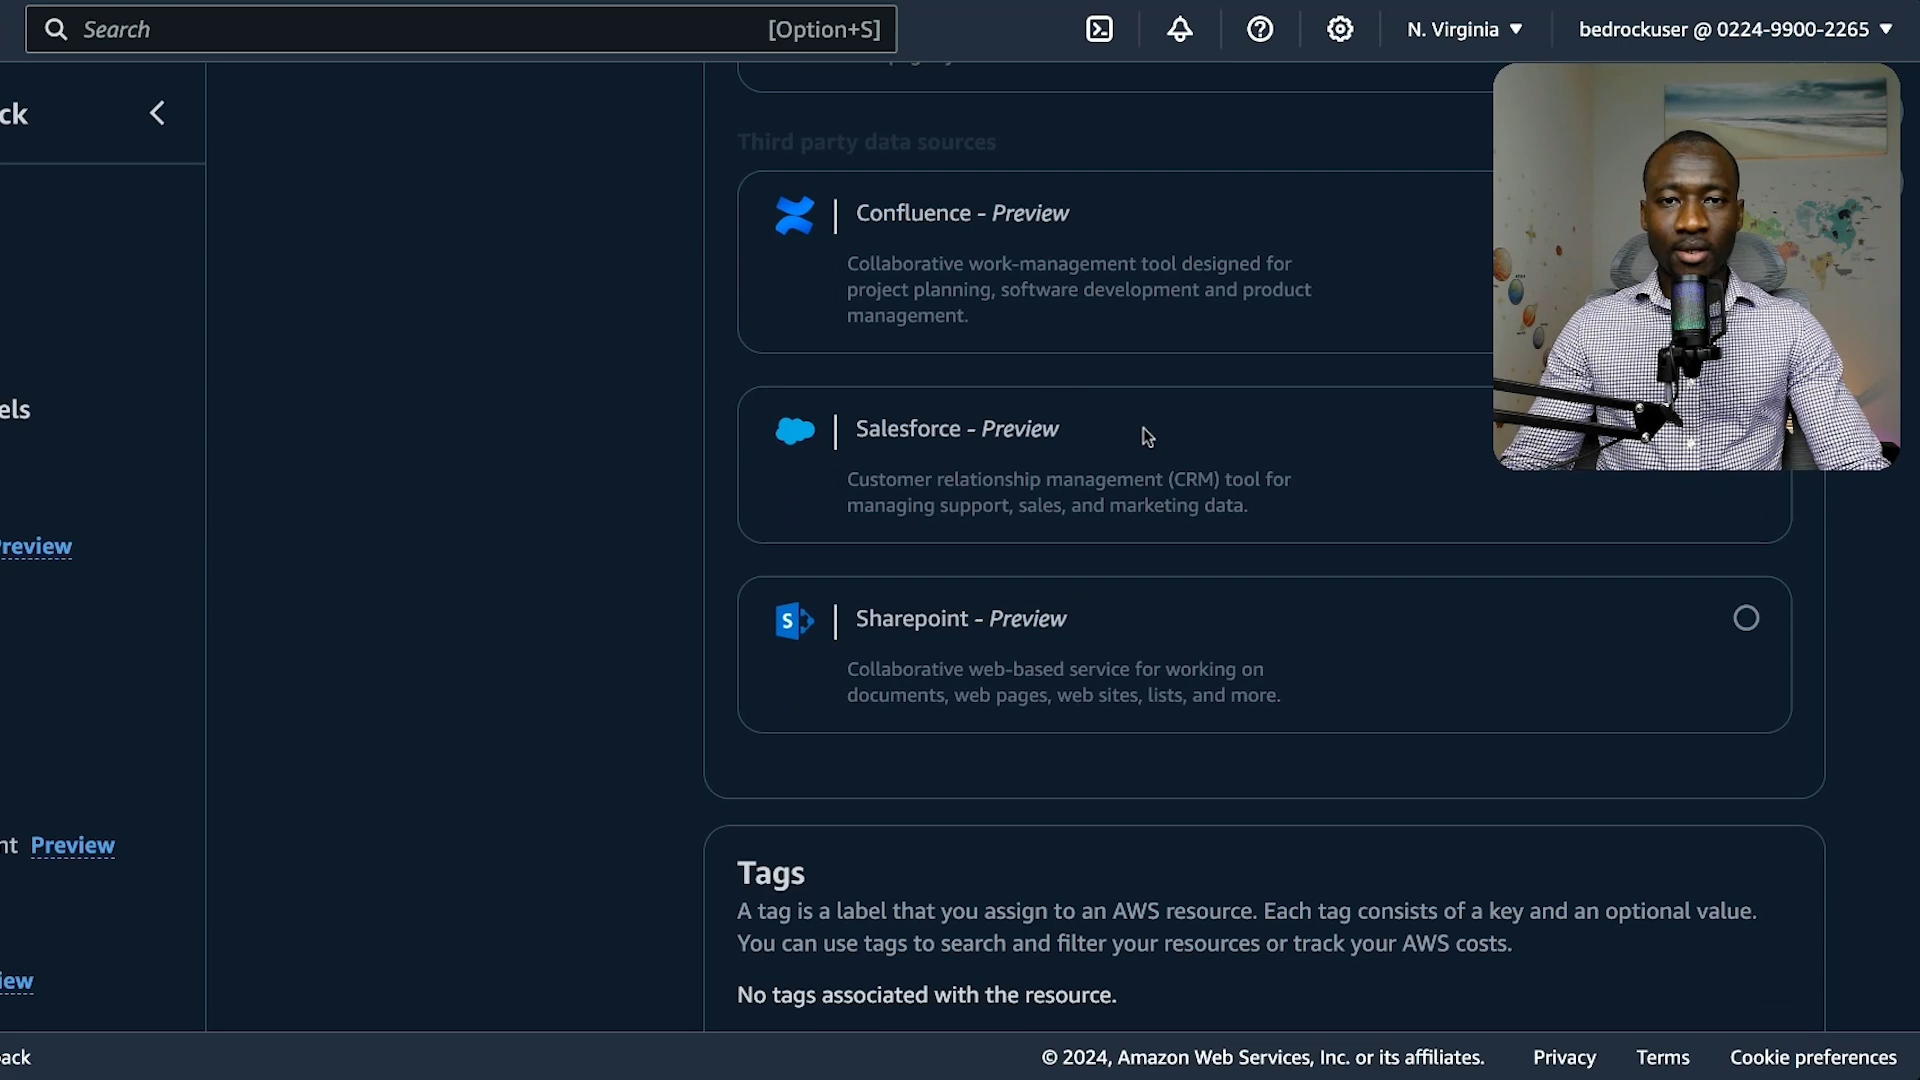 Search [Option+S] N. Virginia bedrockuser @ 0224-9900-2265
ck
Third party data sources
Confluence - Preview
Collaborative work-management tool designed for
project planning, software development and product
management.
Salesforce - Preview
els
Customer relationship management (CRM) tool for
managing support, sales, and marketing data.
review
Sharepoint - Preview
Collaborative web-based service for working on
documents, web pages, web sites, lists, and more.
nt Preview
Tags
A tag is a label that you assign to an AWS resource. Each tag consists of a key and an optional value.
You can use tags to search and filter your resources or track your AWS costs.
iew
No tags associated with the resource.
ack © 2024, Amazon Web Services, Inc. or its affiliates. Privacy Terms Cookie preferences